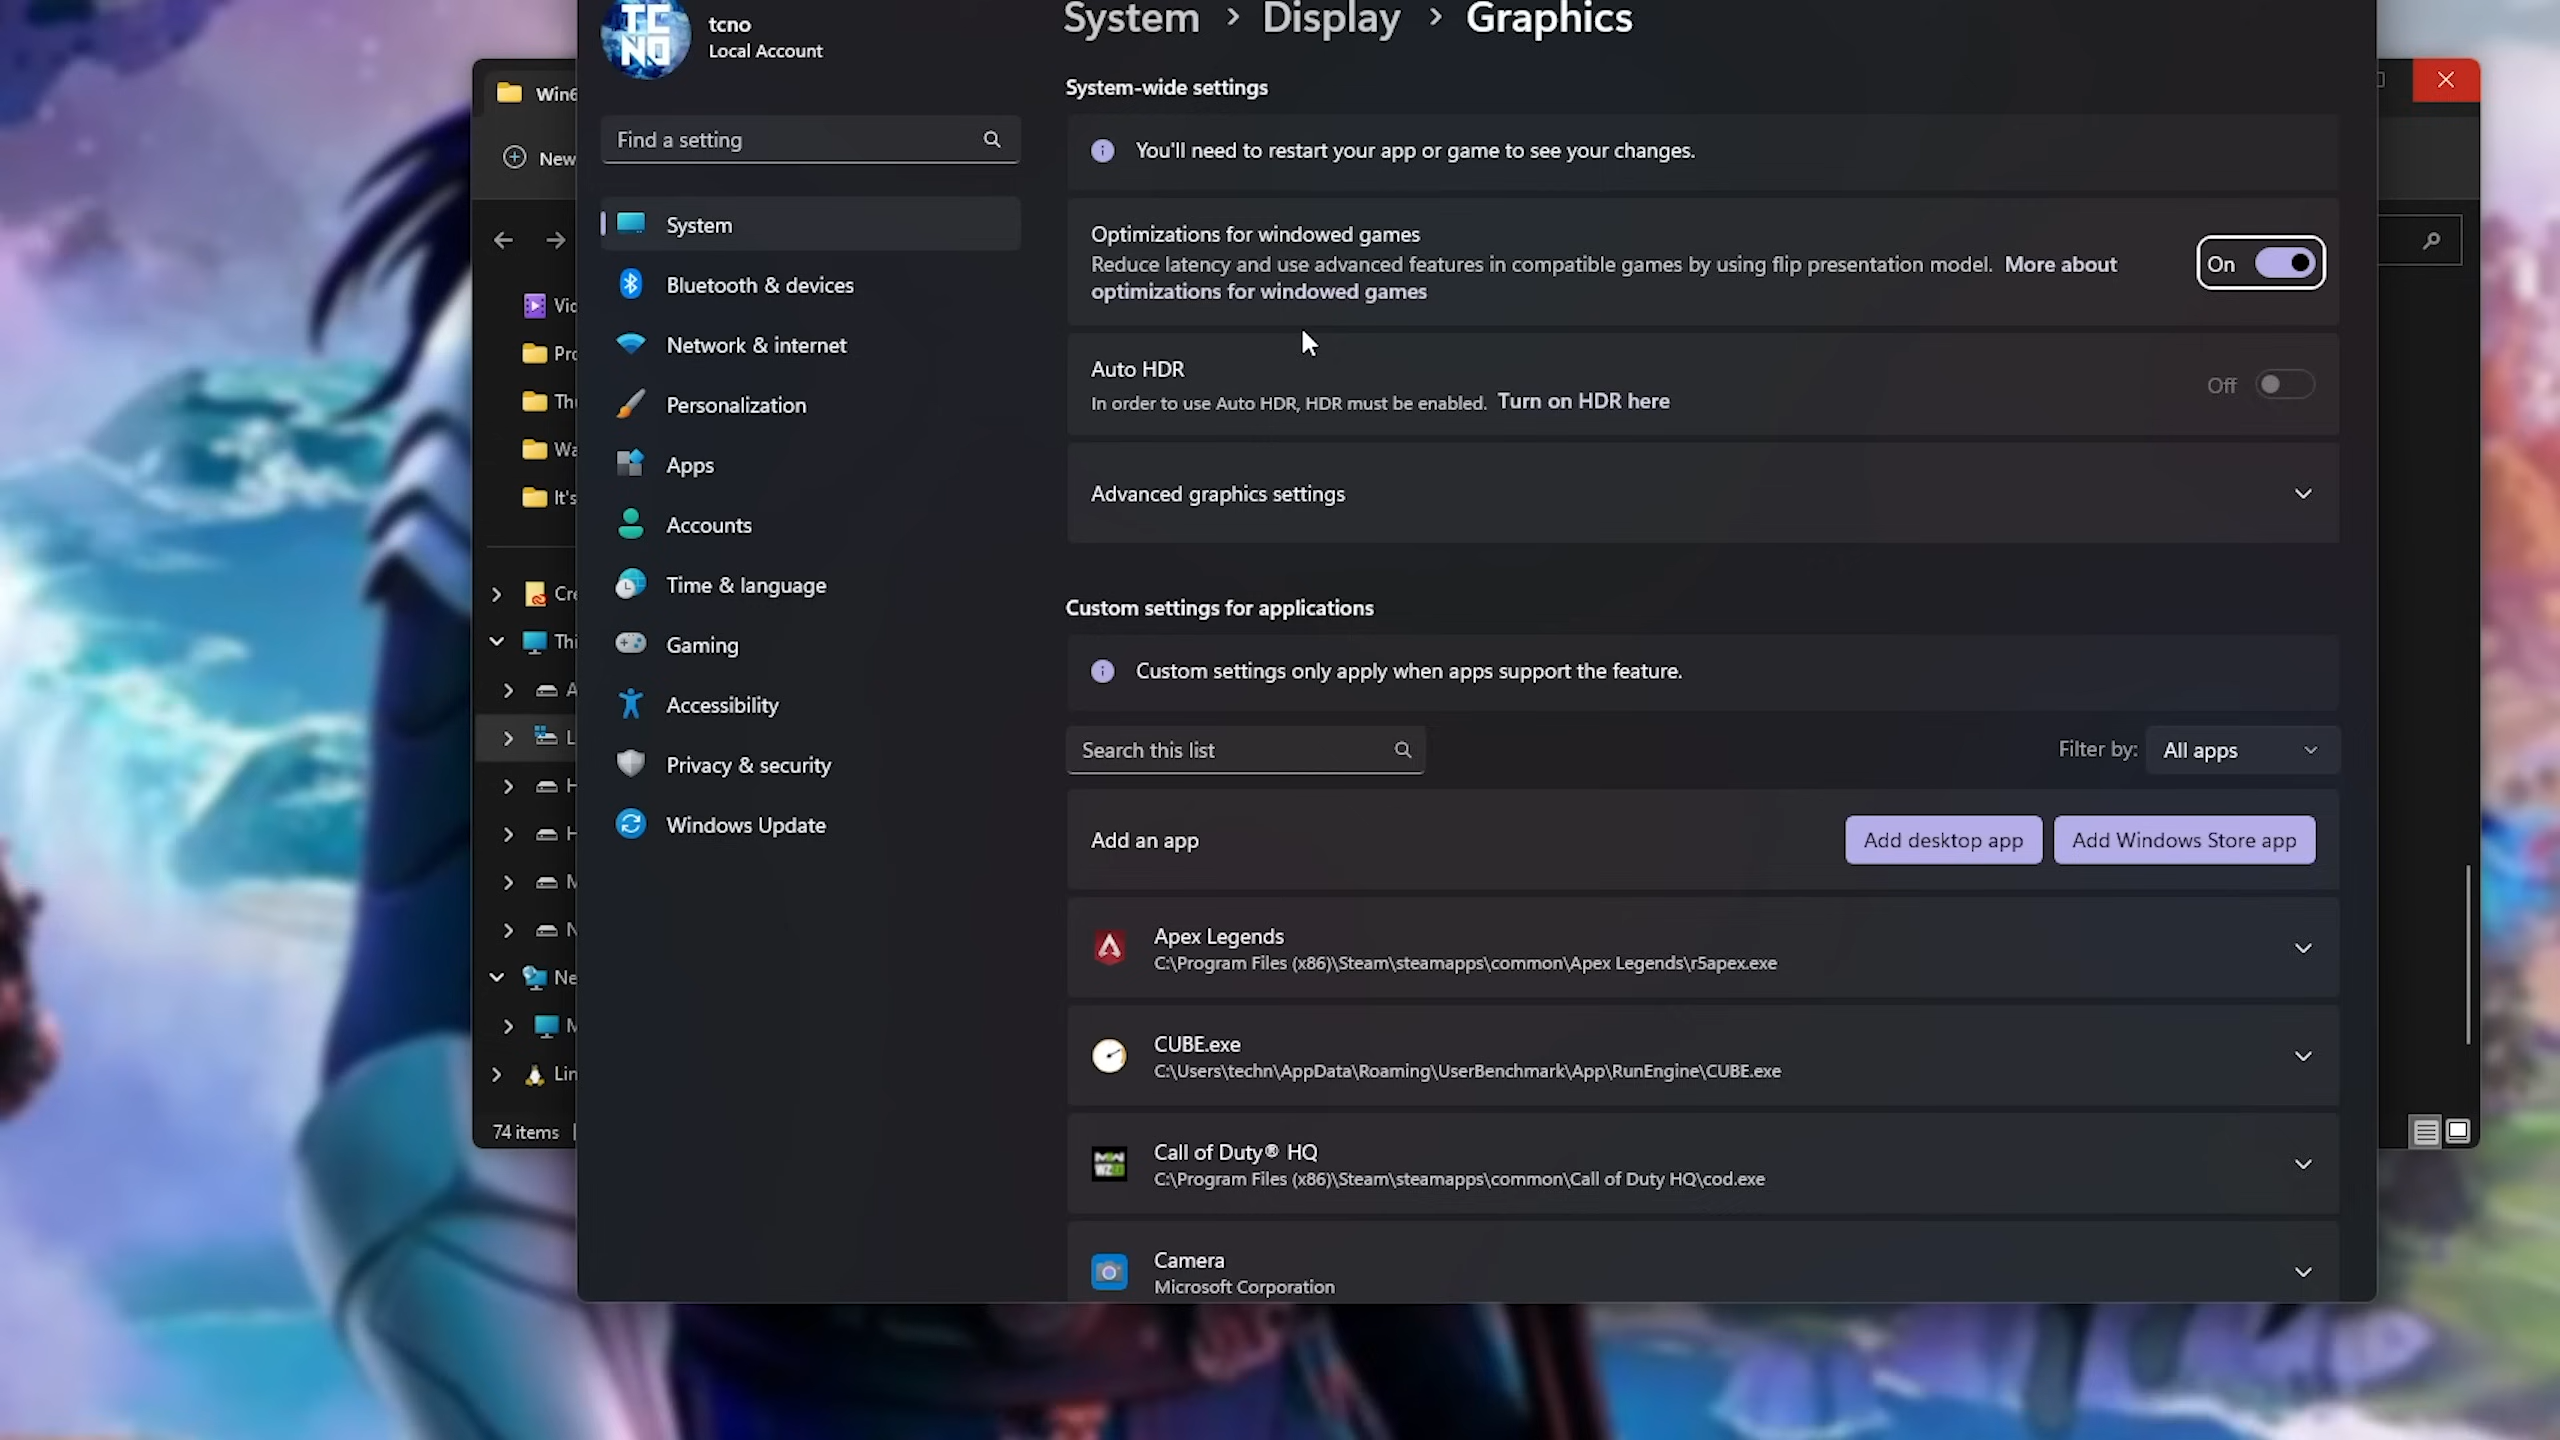 TC
NO
tcno
Local Account
Find a setting
System
Bluetooth & devices
Network & internet
Personalization
Apps
Accounts
Time & language
Gaming
Accessibility
Privacy & security
Windows Update
System > Display > Graphics
System-wide settings
You'll need to restart your app or game to see your changes.
Optimizations for windowed games
Reduce latency and use advanced features in compatible games by using flip presentation model. More about
optimizations for windowed games
On
Auto HDR
In order to use Auto HDR, HDR must be enabled. Turn on HDR here
Off
Advanced graphics settings
Custom settings for applications
Custom settings only apply when apps support the feature.
Search this list
Filter by: All apps
Add an app
Add desktop app
Add Windows Store app
Apex Legends
C:\Program Files (x86)\Steam\steamapps\common\Apex Legends\r5apex.exe
CUBE.exe
C:\Users\techn\AppData\Roaming\UserBenchmark\App\RunEngine\CUBE.exe
Call of Duty® HQ
C:\Program Files (x86)\Steam\steamapps\common\Call of Duty HQ\cod.exe
Camera
Microsoft Corporation
New
It's
74 items